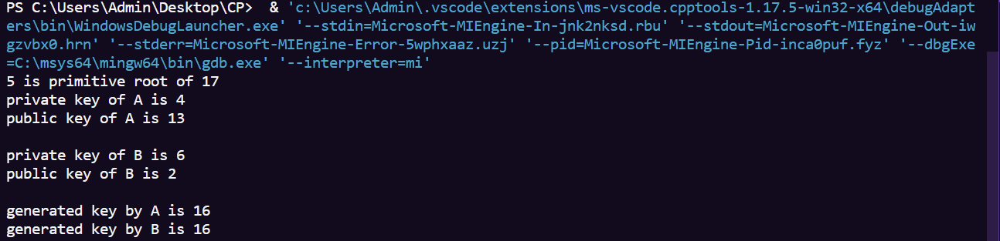 PS C:\Users\Admin\Desktop\CP>  & 'c:\Users\Admin\.vscode\extensions\ms-vscode.cpptools-1.17.5-win32-x64\debugAdapt
ers\bin\WindowsDebugLauncher.exe' '--stdin=Microsoft-MIEngine-In-jnk2nksd.rbu' '--stdout=Microsoft-MIEngine-Out-iw
gzvbx0.hrn' '--stderr=Microsoft-MIEngine-Error-5wphxaaz.uzj' '--pid=Microsoft-MIEngine-Pid-inca0puf.fyz' '--dbgExe
=C:\msys64\mingw64\bin\gdb.exe' '--interpreter=mi'
5 is primitive root of 17
private key of A is 4
public key of A is 13
private key of B is 6
public key of B is 2
generated key by A is 16
generated key by B is 16